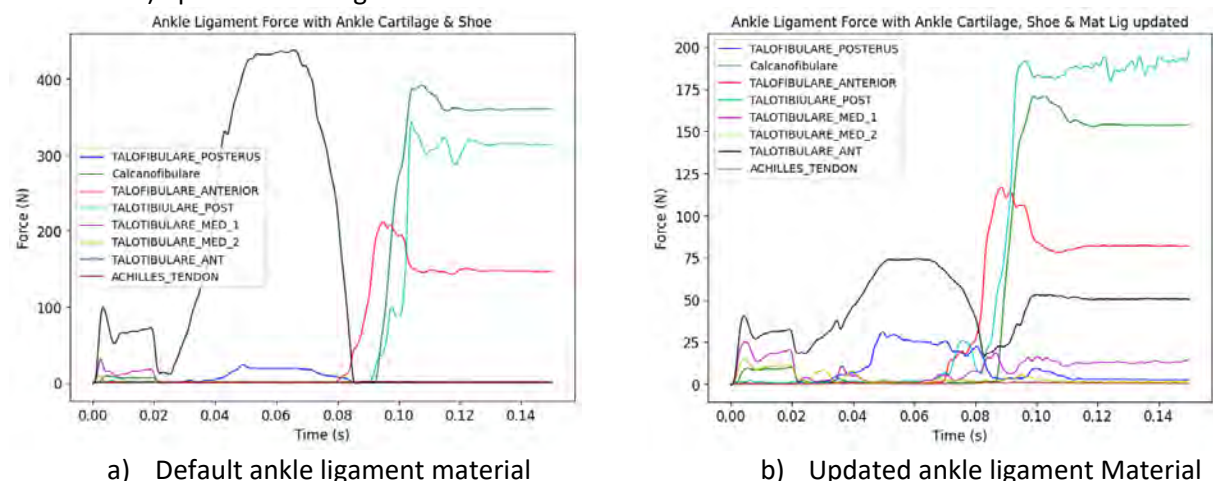 Ankle Ligament Force with Ankle Cartilage & Shoe
400
300
200
100
0
Force (N)
TALOFIBULARE_POSTERUS
Calcanofibulare
TALOFIBULARE_ANTERIOR
TALOTIBIULARE_POST
TALOTIBULARE_MED_1
TALOTIBULARE_MED_2
TALOTIBULARE_ANT
ACHILLES_TENDON
0.00 0.02 0.04 0.06 0.08 0.10 0.12 0.14
Time (s)
a) Default ankle ligament material
Ankle Ligament Force with Ankle Cartilage, Shoe & Mat Lig updated
200
175
150
125
100
75
50
25
0
Force (N)
TALOFIBULARE_POSTERUS
Calcanofibulare
TALOFIBULARE_ANTERIOR
TALOTIBIULARE_POST
TALOTIBULARE_MED_1
TALOTIBULARE_MED_2
TALOTIBULARE_ANT
ACHILLES_TENDON
0.00 0.02 0.04 0.06 0.08 0.10 0.12 0.14
Time (s)
b) Updated ankle ligament Material